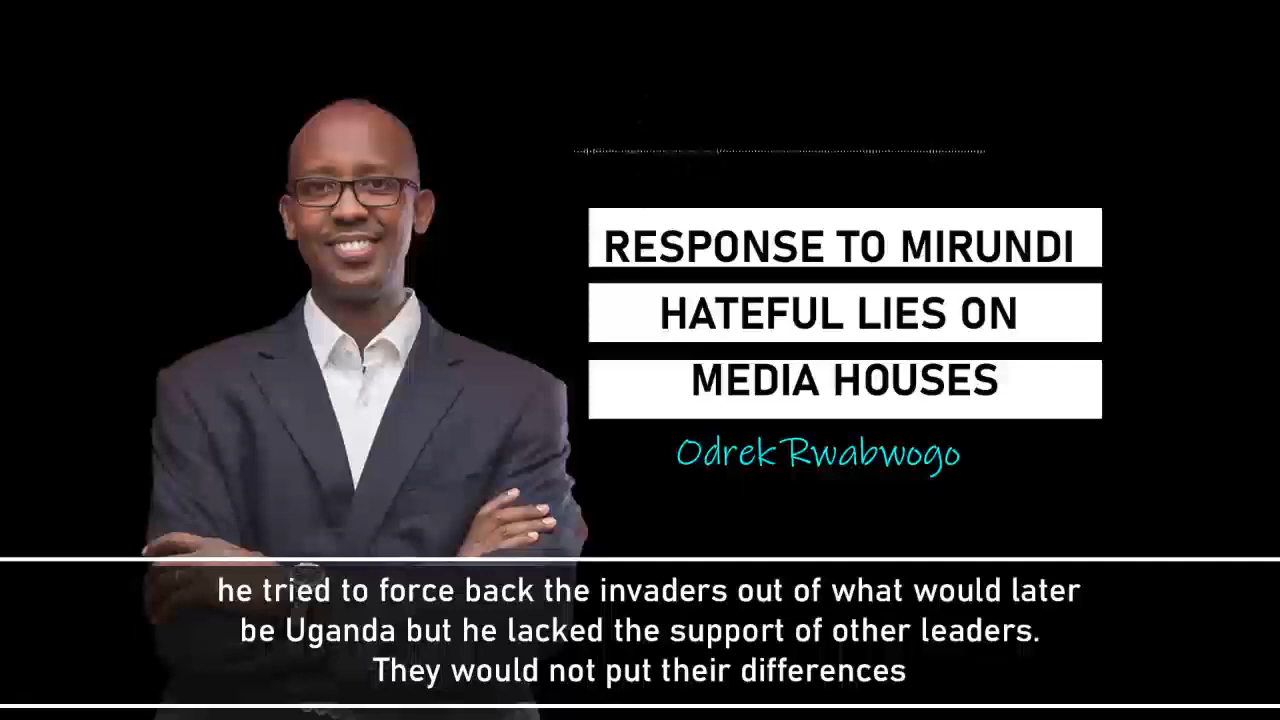 RESPONSE TO MIRUNDI
HATEFUL LIES ON
MEDIA HOUSES
Odrek Rwabwogo
he tried to force back the invaders out of what would later
be Uganda but he lacked the support of other leaders.
They would not put their differences